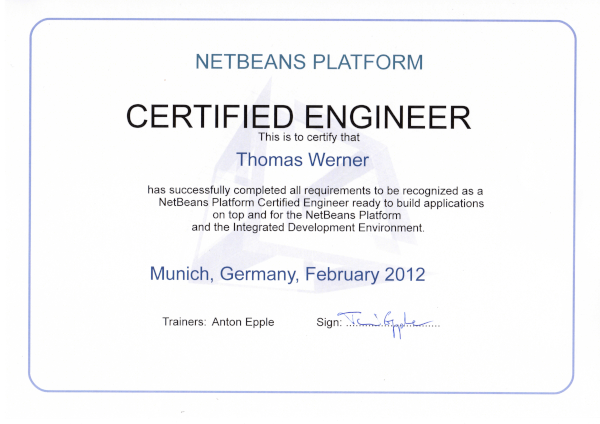 NETBEANS PLATFORM
CERTIFIED ENGINEER
This is to certify that
Thomas Werner
has successfully completed all requirements to be recognized as a
NetBeans Platform Certified Engineer ready to build applications
on top and for the NetBeans Platform
and the Integrated Development Environment.
Munich, Germany, February 2012
Trainers: Anton Epple Sign: ..............................